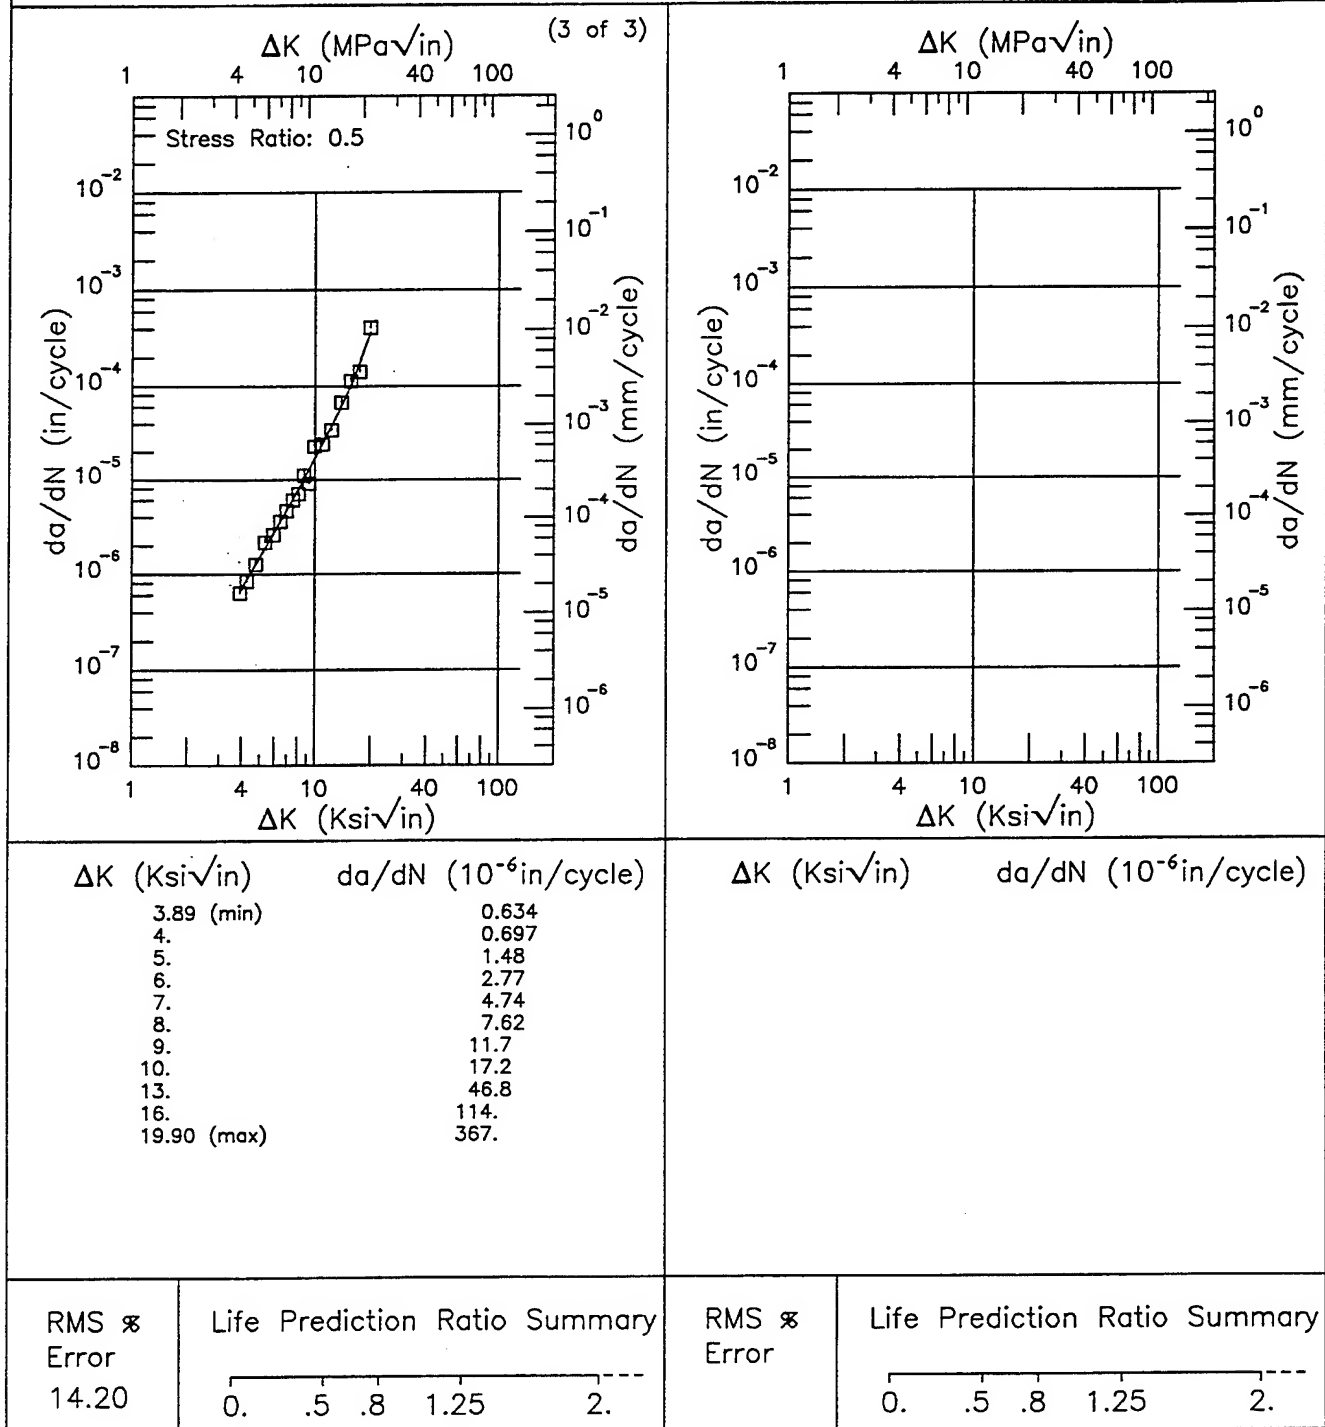 (3 of 3)
ΔK (MPa√in)
1 4 10 40 100
Stress Ratio: 0.5
da/dN (in/cycle)
10⁻²
10⁻³
10⁻⁴
10⁻⁵
10⁻⁶
10⁻⁷
10⁻⁸
da/dN (mm/cycle)
10⁰
10⁻¹
10⁻²
10⁻³
10⁻⁴
10⁻⁵
10⁻⁶
1 4 10 40 100
ΔK (Ksi√in)
ΔK (MPa√in)
1 4 10 40 100
da/dN (in/cycle)
10⁻²
10⁻³
10⁻⁴
10⁻⁵
10⁻⁶
10⁻⁷
10⁻⁸
da/dN (mm/cycle)
10⁰
10⁻¹
10⁻²
10⁻³
10⁻⁴
10⁻⁵
10⁻⁶
1 4 10 40 100
ΔK (Ksi√in)
ΔK (Ksi√in) da/dN (10⁻⁶in/cycle)
3.89 (min) 0.634
4. 0.697
5. 1.48
6. 2.77
7. 4.74
8. 7.62
9. 11.7
10. 17.2
13. 46.8
16. 114.
19.90 (max) 367.
ΔK (Ksi√in) da/dN (10⁻⁶in/cycle)
RMS %
Error
14.20
Life Prediction Ratio Summary
0. .5 .8 1.25 2.
RMS %
Error
Life Prediction Ratio Summary
0. .5 .8 1.25 2.